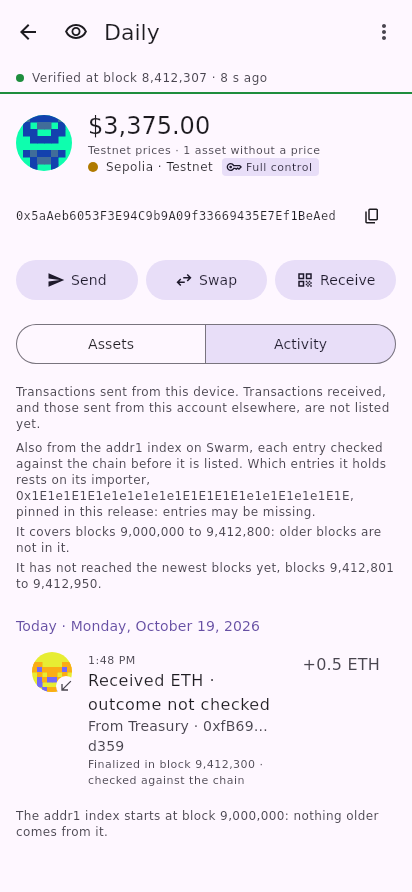 Daily
Verified at block 8,412,307 · 8 s ago
$3,375.00
Testnet prices · 1 asset without a price
Sepolia · Testnet
Full control
0x5aAeb6053F3E94C9b9A09f33669435E7Ef1BeAed
Send
Swap
Receive
Assets
Activity
Transactions sent from this device. Transactions received,
and those sent from this account elsewhere, are not listed
yet.
Also from the addr1 index on Swarm, each entry checked
against the chain before it is listed. Which entries it holds
rests on its importer,
0x1E1e1E1E1e1e1e1e1e1E1E1E1E1e1e1E1e1e1e1E,
pinned in this release: entries may be missing.
It covers blocks 9,000,000 to 9,412,800: older blocks are
not in it.
It has not reached the newest blocks yet, blocks 9,412,801
to 9,412,950.
Today · Monday, October 19, 2026
1:48 PM
Received ETH ·
outcome not checked
+0.5 ETH
From Treasury · 0xfB69…
d359
Finalized in block 9,412,300 ·
checked against the chain
The addr1 index starts at block 9,000,000: nothing older
comes from it.